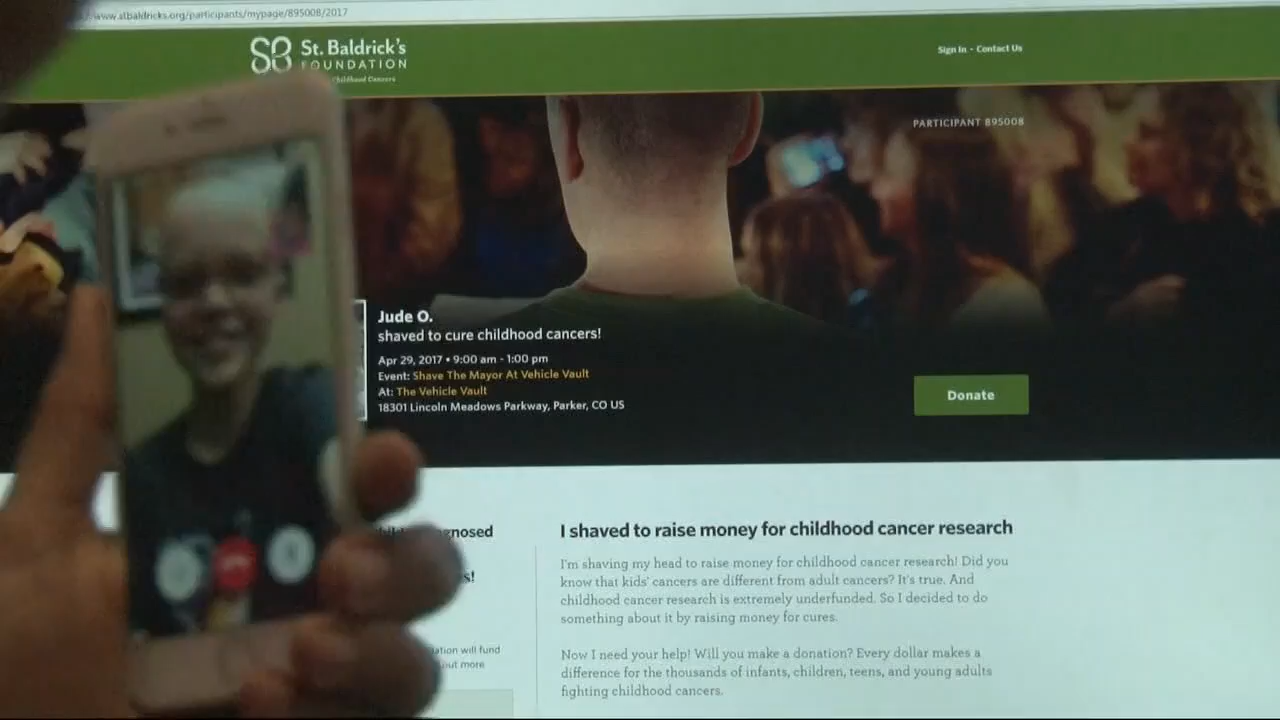 www.stbaldricks.org/participants/mypage/895008/2017
SB St. Baldrick's
FOUNDATION
Childhood Cancers
Sign In - Contact Us
PARTICIPANT 895008
Jude O.
shaved to cure childhood cancers!
Apr 29, 2017 • 9:00 am - 1:00 pm
Event: Shave The Mayor At Vehicle Vault
At: The Vehicle Vault
18301 Lincoln Meadows Parkway, Parker, CO US
Donate
I shaved to raise money for childhood cancer research
I'm shaving my head to raise money for childhood cancer research! Did you
know that kids' cancers are different from adult cancers? It's true. And
childhood cancer research is extremely underfunded. So I decided to do
something about it by raising money for cures.
Now I need your help! Will you make a donation? Every dollar makes a
difference for the thousands of infants, children, teens, and young adults
fighting childhood cancers.
will fund
out more